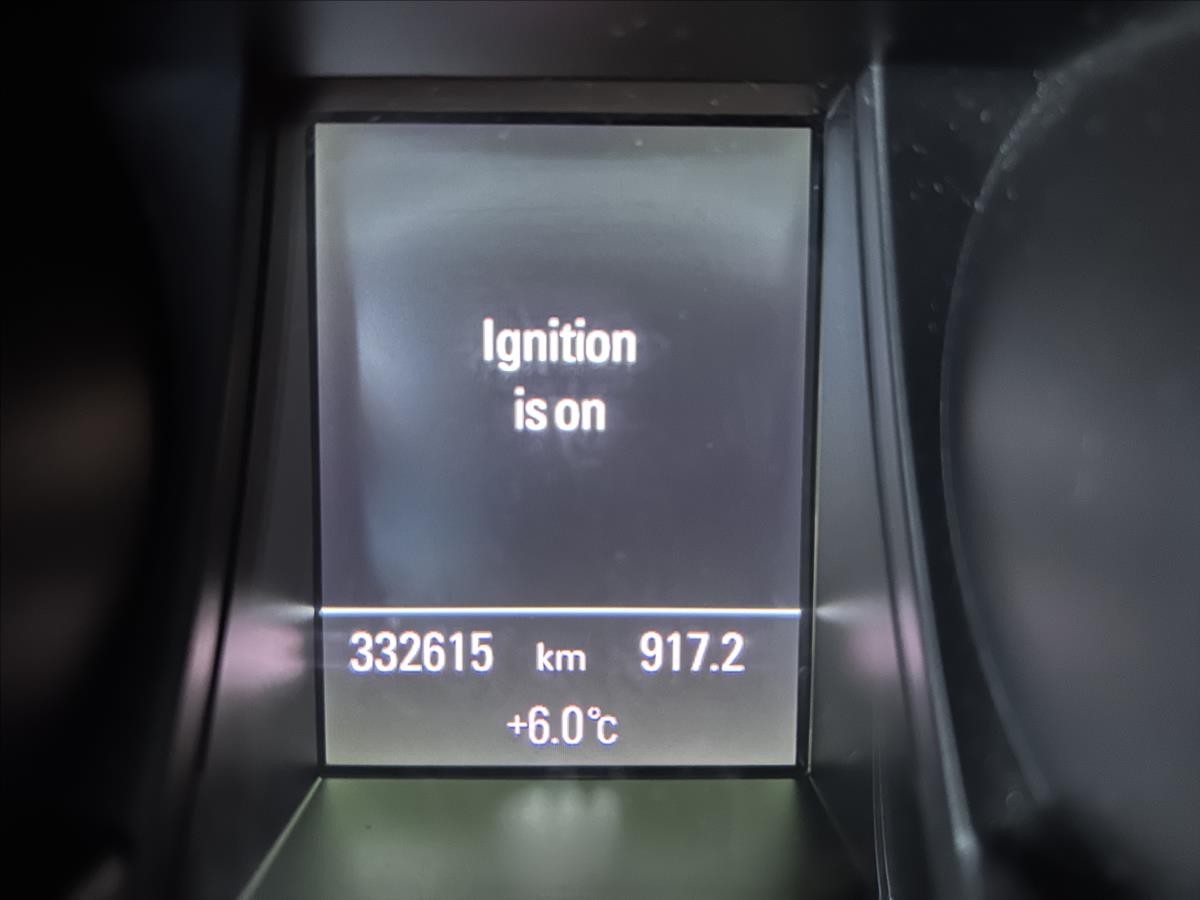 Ignition
is on
332615 km 917.2
+6.0°C